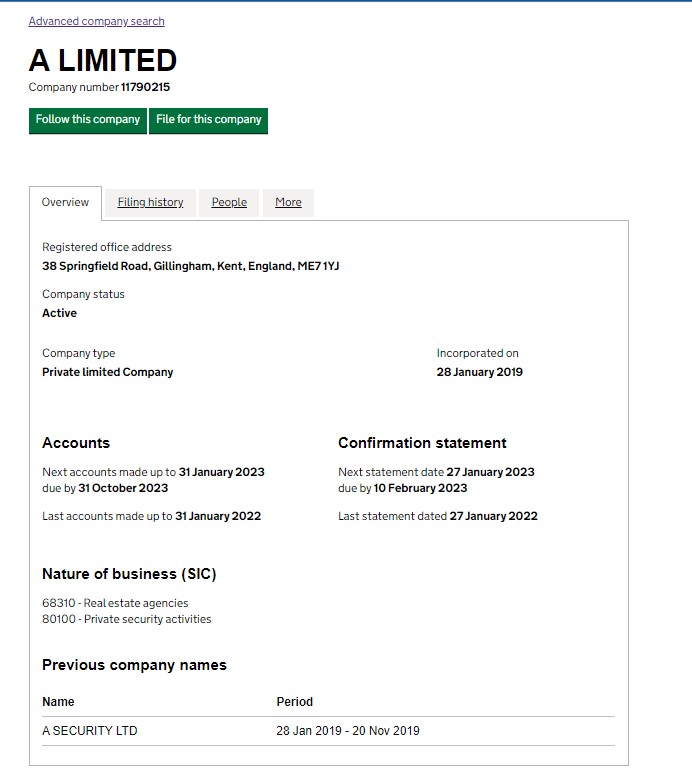 Advanced company search
A LIMITED
Company number 11790215
Follow this company File for this company
Overview Filing history People More
Registered office address
38 Springfield Road, Gillingham, Kent, England, ME7 1YJ
Company status
Active
Company type Incorporated on
Private limited Company 28 January 2019
Accounts Confirmation statement
Next accounts made up to 31 January 2023 Next statement date 27 January 2023
due by 31 October 2023 due by 10 February 2023
Last accounts made up to 31 January 2022 Last statement dated 27 January 2022
Nature of business (SIC)
68310 - Real estate agencies
80100 - Private security activities
Previous company names
Name Period
A SECURITY LTD 28 Jan 2019 - 20 Nov 2019